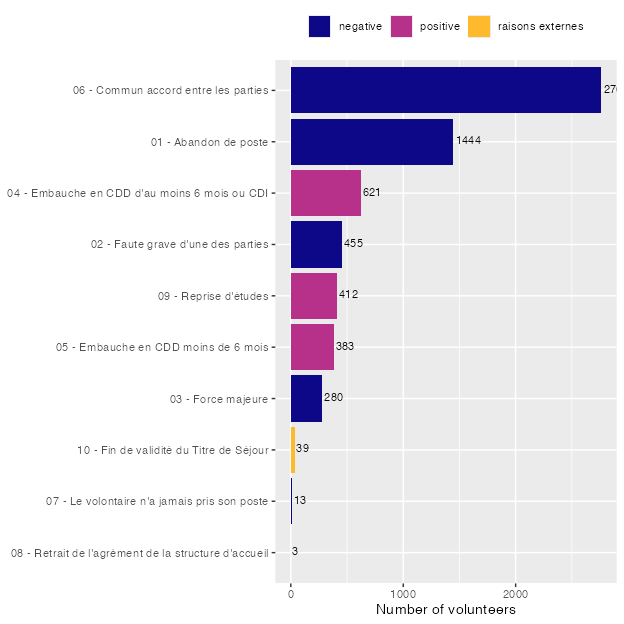 negative positive raisons externes
06 - Commun accord entre les parties
01 - Abandon de poste 1444
04 - Embauche en CDD d'au moins 6 mois ou CDI 621
02 - Faute grave d'une des parties 455
09 - Reprise d'études 412
05 - Embauche en CDD moins de 6 mois 383
03 - Force majeure 280
10 - Fin de validité du Titre de Séjour 39
07 - Le volontaire n'a jamais pris son poste 13
08 - Retrait de l'agrément de la structure d'accueil 3
0 1000 2000
Number of volunteers